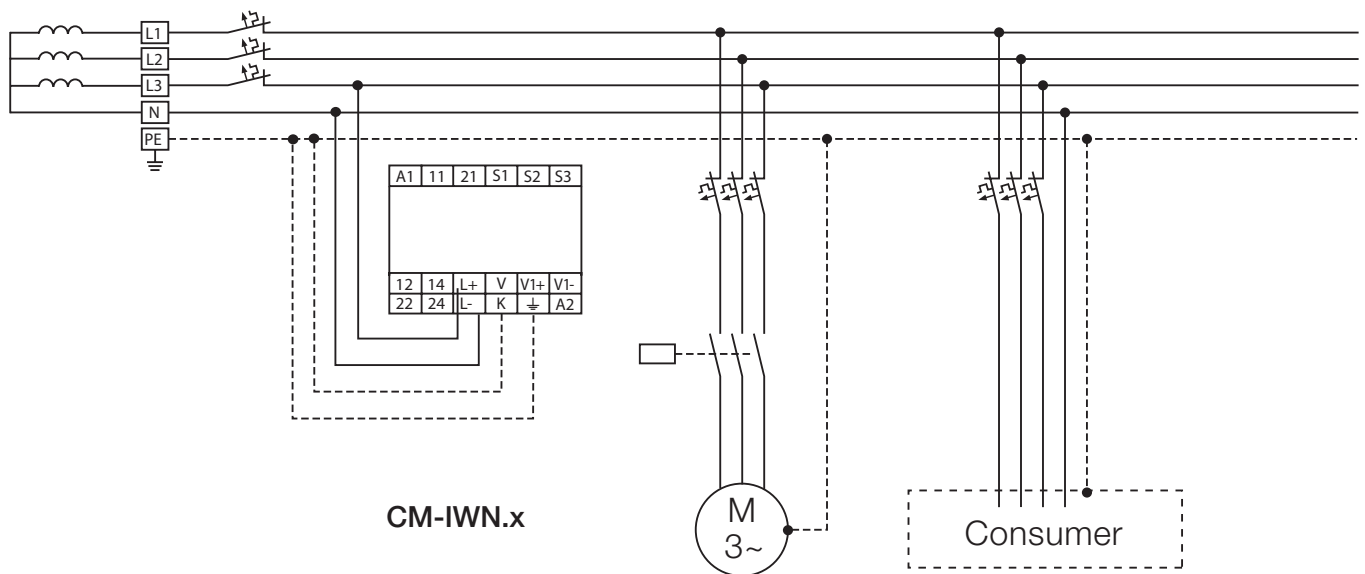 L1
L2
L3
N
PE
A1 11 21 S1 S2 S3
12 14 L+ V V1+ V1-
22 24 L- K ⏚ A2
CM-IWN.x
M
3~
Consumer